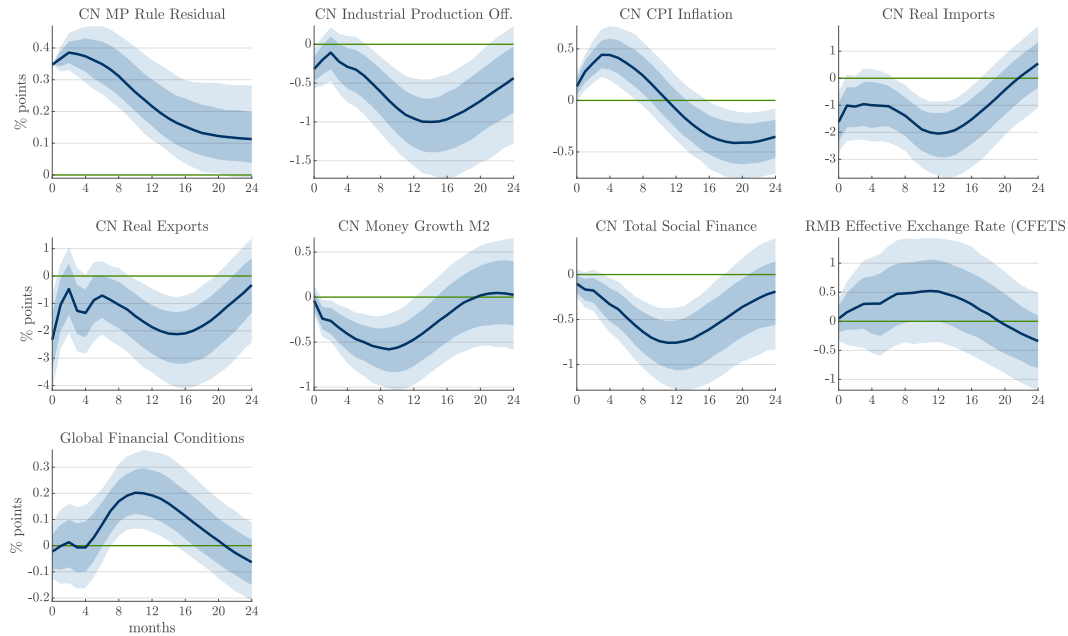 CN MP Rule Residual
CN Industrial Production Off.
CN CPI Inflation
CN Real Imports
% points
0.4
0.3
0.2
0.1
0
0 4 8 12 16 20 24
0
-0.5
-1
-1.5
0 4 8 12 16 20 24
0.5
0
-0.5
0 4 8 12 16 20 24
1
0
-1
-2
-3
0 4 8 12 16 20 24
CN Real Exports
CN Money Growth M2
CN Total Social Finance
RMB Effective Exchange Rate (CFETS
% points
1
0
-1
-2
-3
-4
0 4 8 12 16 20 24
0.5
0
-0.5
-1
0 4 8 12 16 20 24
0
-0.5
-1
0 4 8 12 16 20 24
1
0.5
0
-0.5
-1
0 4 8 12 16 20 24
Global Financial Conditions
% points
0.3
0.2
0.1
0
-0.1
-0.2
0 4 8 12 16 20 24
months